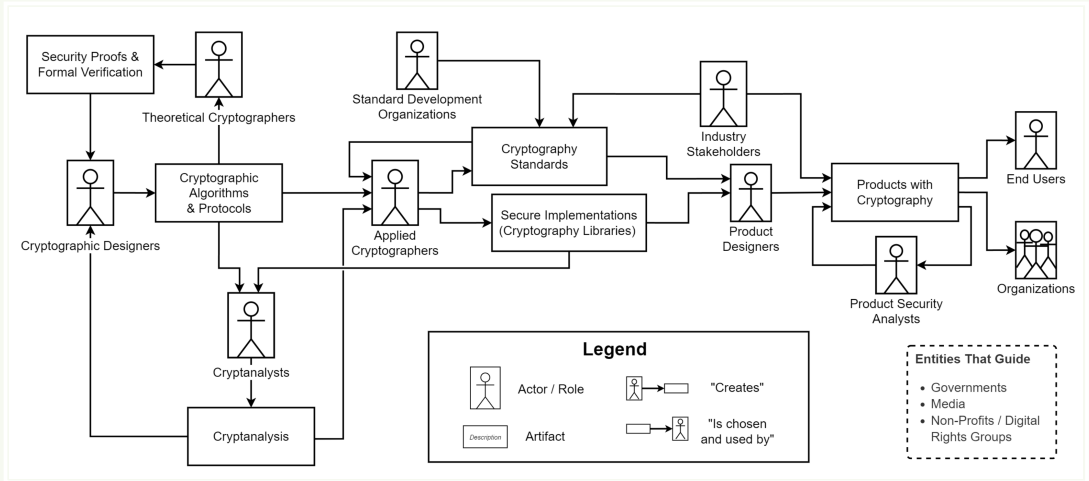 Security Proofs &
Formal Verification
Theoretical Cryptographers
Standard Development
Organizations
Industry
Stakeholders
Cryptographic
Algorithms
& Protocols
Cryptography
Standards
Products with
Cryptography
End Users
Cryptographic Designers
Applied
Cryptographers
Secure Implementations
(Cryptography Libraries)
Product
Designers
Organizations
Product Security
Analysts
Cryptanalysts
Cryptanalysis
Legend
Actor / Role
"Creates"
Description
Artifact
"Is chosen
and used by"
Entities That Guide
• Governments
• Media
• Non-Profits / Digital
Rights Groups